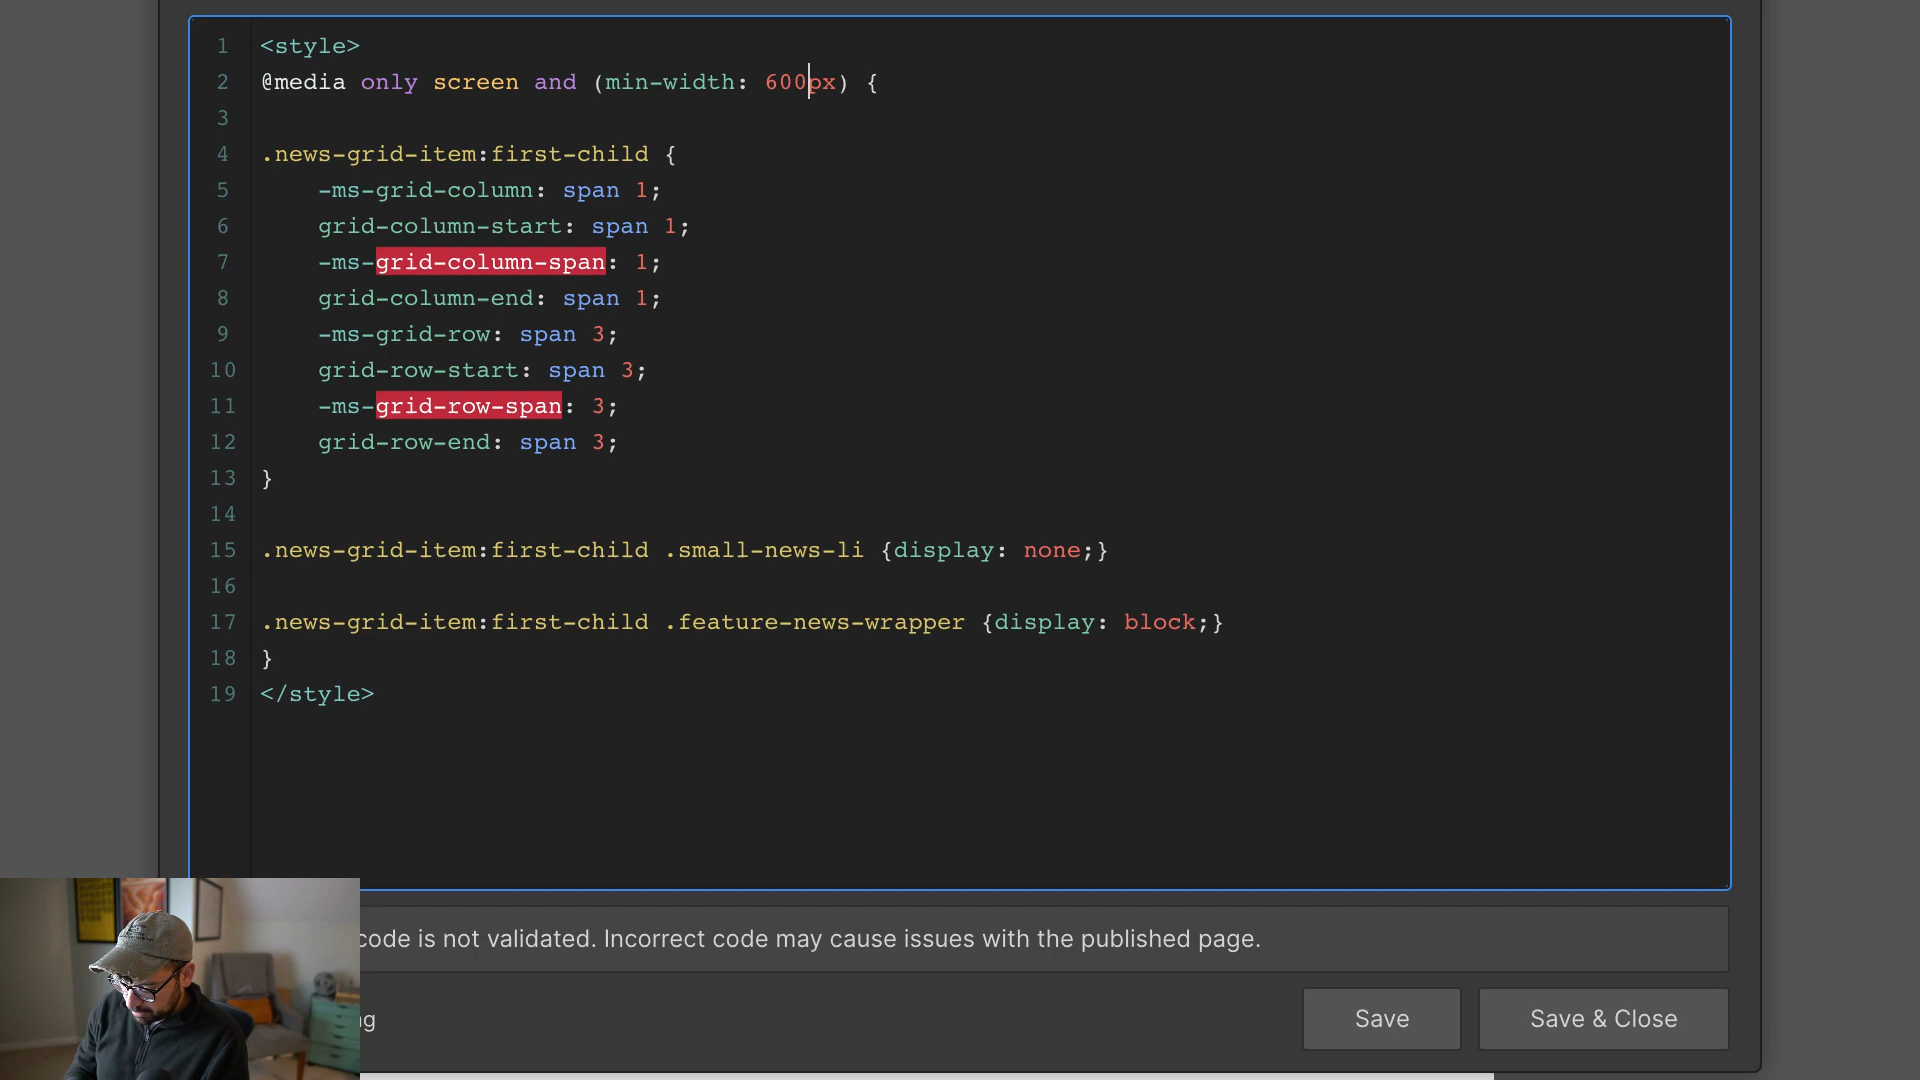 1 <style>
2 @media only screen and (min-width: 600px) {
3
4 .news-grid-item:first-child {
5 -ms-grid-column: span 1;
6 grid-column-start: span 1;
7 -ms-grid-column-span: 1;
8 grid-column-end: span 1;
9 -ms-grid-row: span 3;
10 grid-row-start: span 3;
11 -ms-grid-row-span: 3;
12 grid-row-end: span 3;
13 }
14
15 .news-grid-item:first-child .small-news-li {display: none;}
16
17 .news-grid-item:first-child .feature-news-wrapper {display: block;}
18 }
19 </style>
code is not validated. Incorrect code may cause issues with the published page.
Save
Save & Close